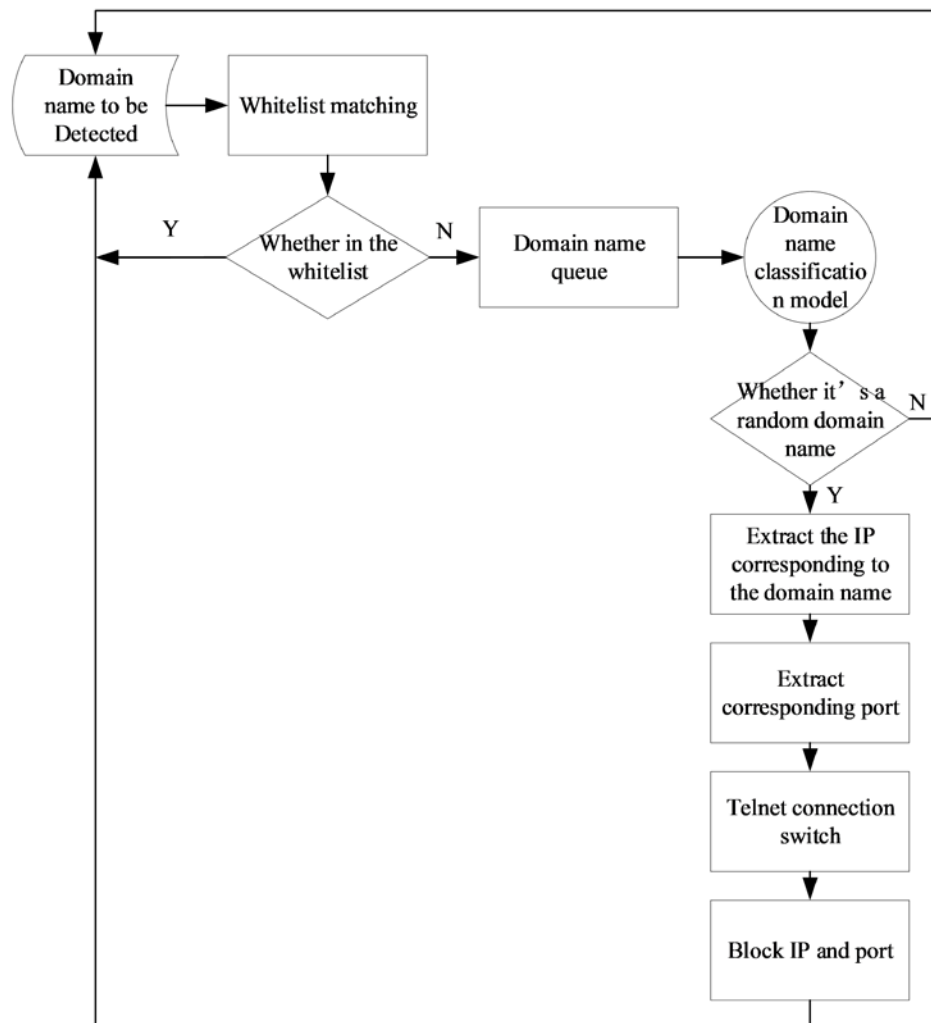 Domain
name to be
Detected
Whitelist matching
Y
Whether in the
whitelist
N
Domain name
queue
Domain
name
classificatio
n model
Whether it’s a
random domain
name
N
Y
Extract the IP
corresponding to
the domain name
Extract
corresponding port
Telnet connection
switch
Block IP and port